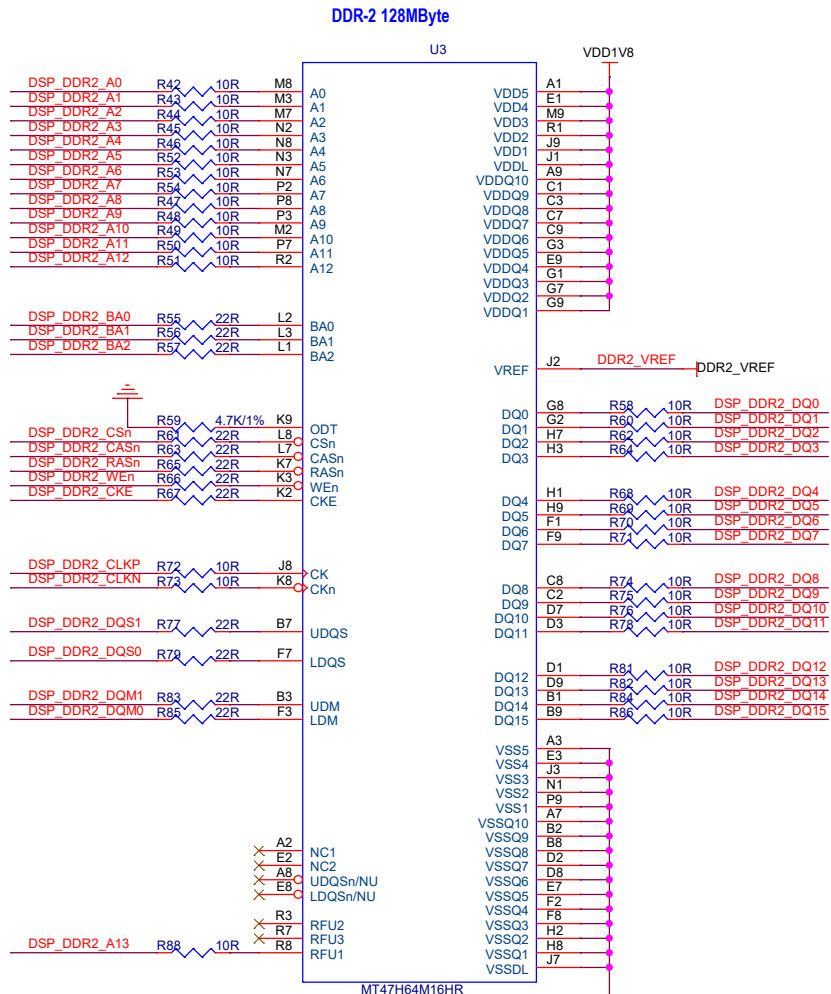 DDR-2 128MByte
U3
VDD1V8
DSP_DDR2_A0 R42 10R M8 A0
DSP_DDR2_A1 R43 10R M3 A1
DSP_DDR2_A2 R44 10R M7 A2
DSP_DDR2_A3 R45 10R N2 A3
DSP_DDR2_A4 R46 10R N8 A4
DSP_DDR2_A5 R52 10R N3 A5
DSP_DDR2_A6 R53 10R N7 A6
DSP_DDR2_A7 R54 10R P2 A7
DSP_DDR2_A8 R47 10R P8 A8
DSP_DDR2_A9 R48 10R P3 A9
DSP_DDR2_A10 R49 10R M2 A10
DSP_DDR2_A11 R50 10R P7 A11
DSP_DDR2_A12 R51 10R R2 A12
DSP_DDR2_BA0 R55 22R L2 BA0
DSP_DDR2_BA1 R56 22R L3 BA1
DSP_DDR2_BA2 R57 22R L1 BA2
R59 4.7K/1% K9 ODT
DSP_DDR2_CSn R61 22R L8 CSn
DSP_DDR2_CASn R63 22R L7 CASn
DSP_DDR2_RASn R65 22R K7 RASn
DSP_DDR2_WEn R66 22R K3 WEn
DSP_DDR2_CKE R67 22R K2 CKE
DSP_DDR2_CLKP R72 10R J8 CK
DSP_DDR2_CLKN R73 10R K8 CKn
DSP_DDR2_DQS1 R77 22R B7 UDQS
DSP_DDR2_DQS0 R79 22R F7 LDQS
DSP_DDR2_DQM1 R83 22R B3 UDM
DSP_DDR2_DQM0 R85 22R F3 LDM
A2 NC1
E2 NC2
A8 UDQSn/NU
E8 LDQSn/NU
R3 RFU2
R7 RFU3
DSP_DDR2_A13 R88 10R R8 RFU1
VDD5 A1
VDD4 E1
VDD3 M9
VDD2 R1
VDD1 J9
VDDL J1
VDDQ10 A9
VDDQ9 C1
VDDQ8 C3
VDDQ7 C7
VDDQ6 C9
VDDQ5 G3
VDDQ4 E9
VDDQ3 G1
VDDQ2 G7
VDDQ1 G9
VREF J2 DDR2_VREF DDR2_VREF
DQ0 G8 R58 10R DSP_DDR2_DQ0
DQ1 G2 R60 10R DSP_DDR2_DQ1
DQ2 H7 R62 10R DSP_DDR2_DQ2
DQ3 H3 R64 10R DSP_DDR2_DQ3
DQ4 H1 R68 10R DSP_DDR2_DQ4
DQ5 H9 R69 10R DSP_DDR2_DQ5
DQ6 F1 R70 10R DSP_DDR2_DQ6
DQ7 F9 R71 10R DSP_DDR2_DQ7
DQ8 C8 R74 10R DSP_DDR2_DQ8
DQ9 C2 R75 10R DSP_DDR2_DQ9
DQ10 D7 R76 10R DSP_DDR2_DQ10
DQ11 D3 R78 10R DSP_DDR2_DQ11
DQ12 D1 R81 10R DSP_DDR2_DQ12
DQ13 D9 R82 10R DSP_DDR2_DQ13
DQ14 B1 R84 10R DSP_DDR2_DQ14
DQ15 B9 R86 10R DSP_DDR2_DQ15
VSS5 A3
VSS4 E3
VSS3 J3
VSS2 N1
VSS1 P9
VSSQ10 A7
VSSQ9 B2
VSSQ8 B8
VSSQ7 D2
VSSQ6 D8
VSSQ5 E7
VSSQ4 F2
VSSQ3 F8
VSSQ2 H2
VSSQ1 H8
VSSDL J7
MT47H64M16HR